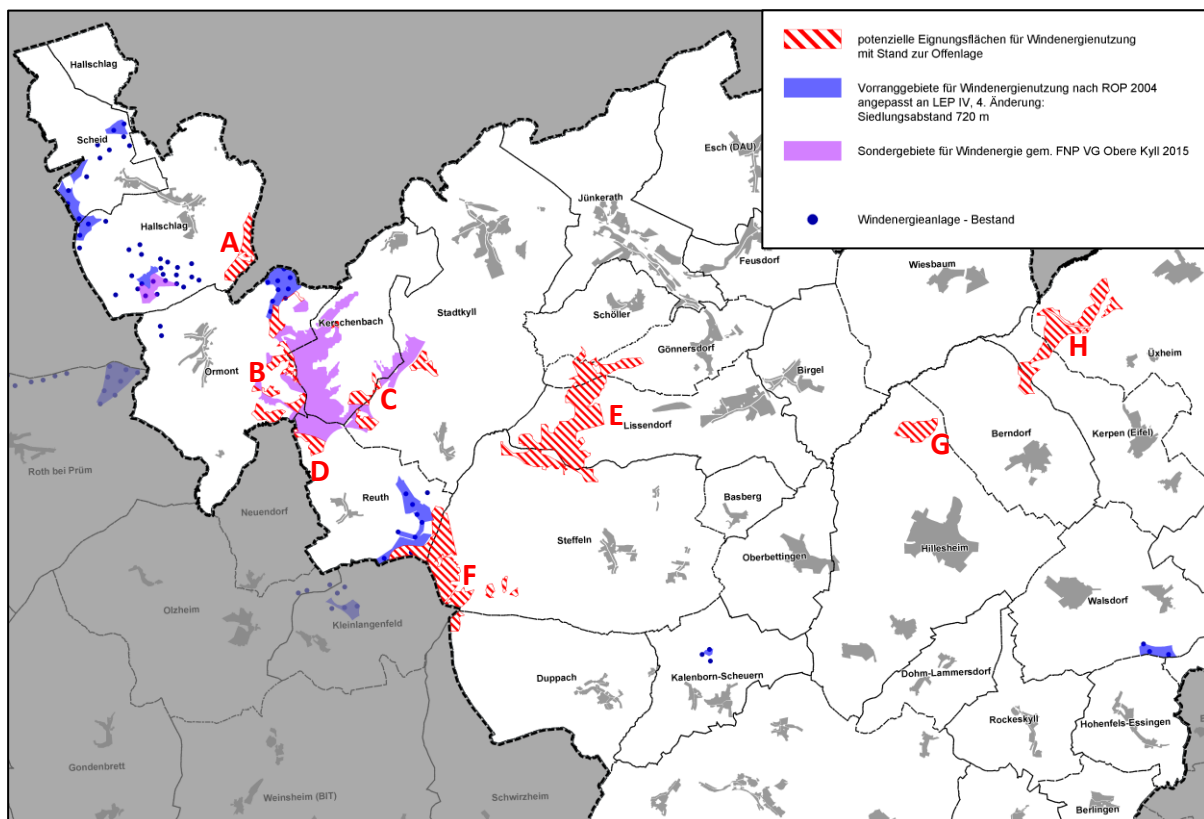 potenzielle Eignungsflächen für Windenergienutzung
mit Stand zur Offenlage
Vorranggebiete für Windenergienutzung nach ROP 2004
angepasst an LEP IV, 4. Änderung:
Siedlungsabstand 720 m
Sondergebiete für Windenergie gem. FNP VG Obere Kyll 2015
Windenergieanlage - Bestand
Hallschlag
Scheid
Esch (DAU)
Jünkerath
Hallschlag
A
Feusdorf
Wiesbaum
Kerschenbach
Stadtkyll
Schöller
Gönnersdorf
H
Üxheim
Ormont
B
Birgel
C
E
Lissendorf
G
Berndorf
Kerpen (Eifel)
D
Roth bei Prüm
Reuth
Basberg
Neuendorf
Steffeln
Oberbettingen
Hillesheim
F
Walsdorf
Olzheim
Kleinlangenfeld
Duppach
Kalenborn-Scheuern
Dohm-Lammersdorf
Rockeskyll
Hohenfels-Essingen
Gondenbrett
Weinsheim (BIT)
Schwirzheim
Berlingen